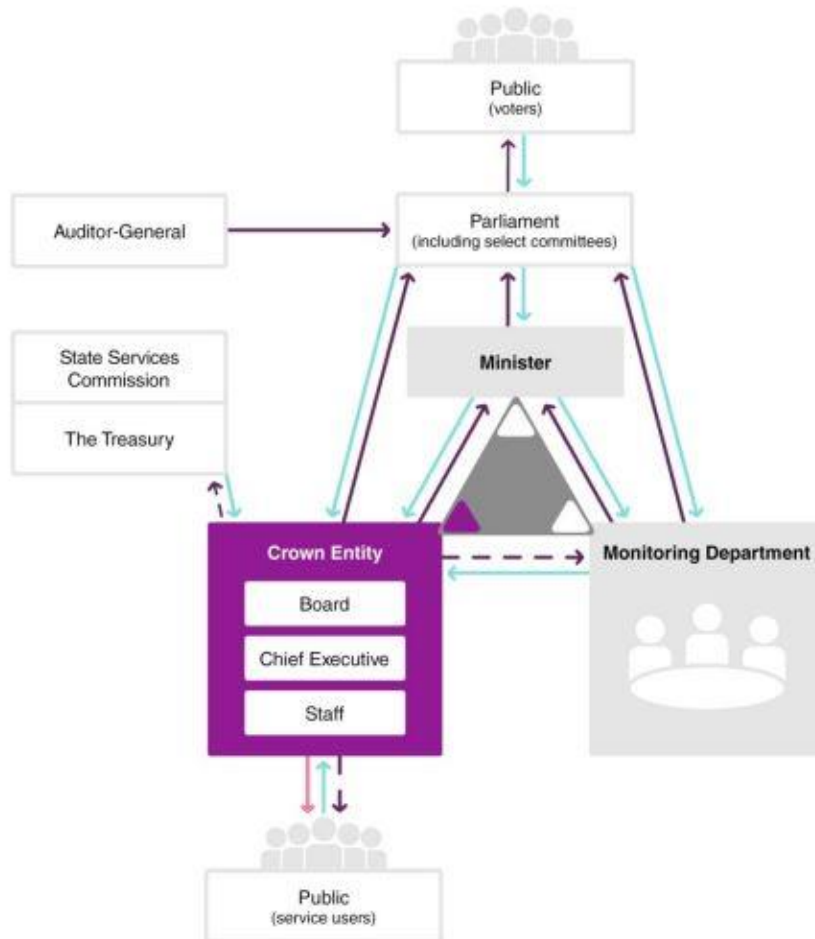 Public
(voters)
Auditor-General
Parliament
(including select committees)
State Services
Commission
Minister
The Treasury
Crown Entity
Monitoring Department
Board
Chief Executive
Staff
Public
(service users)